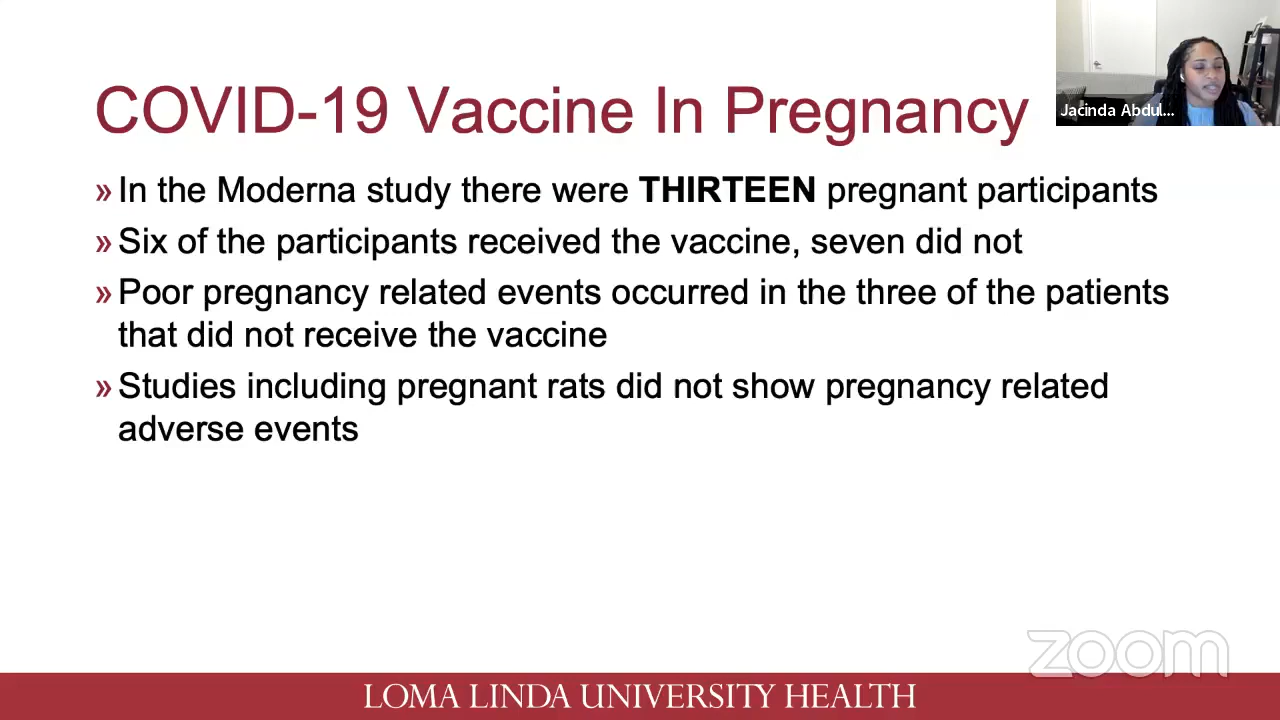 COVID-19 Vaccine In Pregnancy
Jacinda Abdul...
» In the Moderna study there were THIRTEEN pregnant participants
» Six of the participants received the vaccine, seven did not
» Poor pregnancy related events occurred in the three of the patients
that did not receive the vaccine
» Studies including pregnant rats did not show pregnancy related
adverse events
zoom
LOMA LINDA UNIVERSITY HEALTH